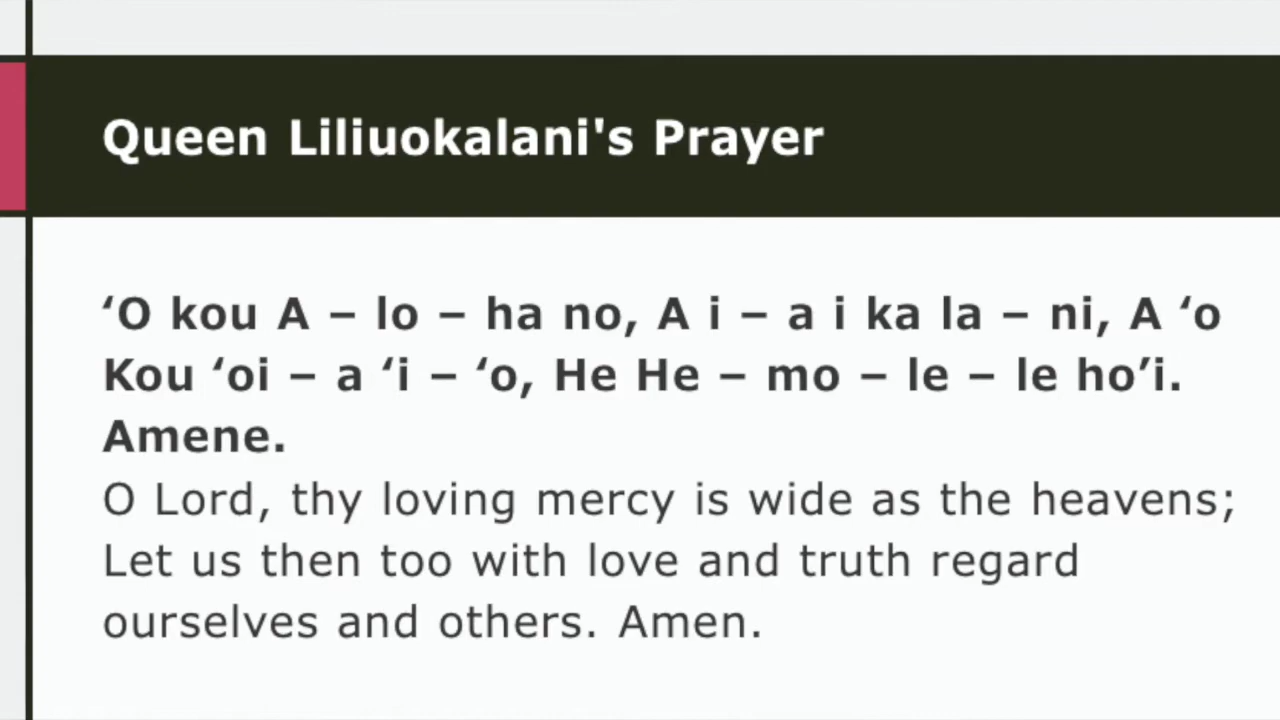 Queen Liliuokalani's Prayer
‘O kou A – lo – ha no, A i – a i ka la – ni, A ‘o
Kou ‘oi – a ‘i – ‘o, He He – mo – le – le ho’i.
Amene.
O Lord, thy loving mercy is wide as the heavens;
Let us then too with love and truth regard
ourselves and others. Amen.